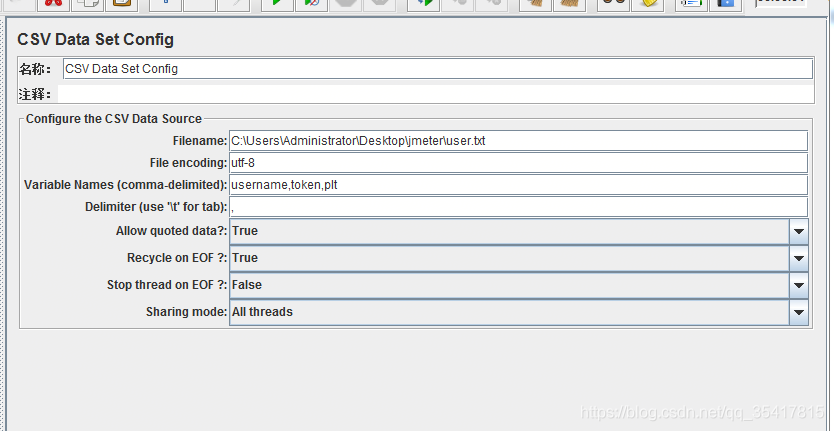 CSV Data Set Config
名称： CSV Data Set Config
注释：
Configure the CSV Data Source
Filename: C:\Users\Administrator\Desktop\jmeter\user.txt
File encoding: utf-8
Variable Names (comma-delimited): username,token,plt
Delimiter (use '\t' for tab): ,
Allow quoted data?: True
Recycle on EOF ?: True
Stop thread on EOF ?: False
Sharing mode: All threads
https://blog.csdn.net/qq_35417815